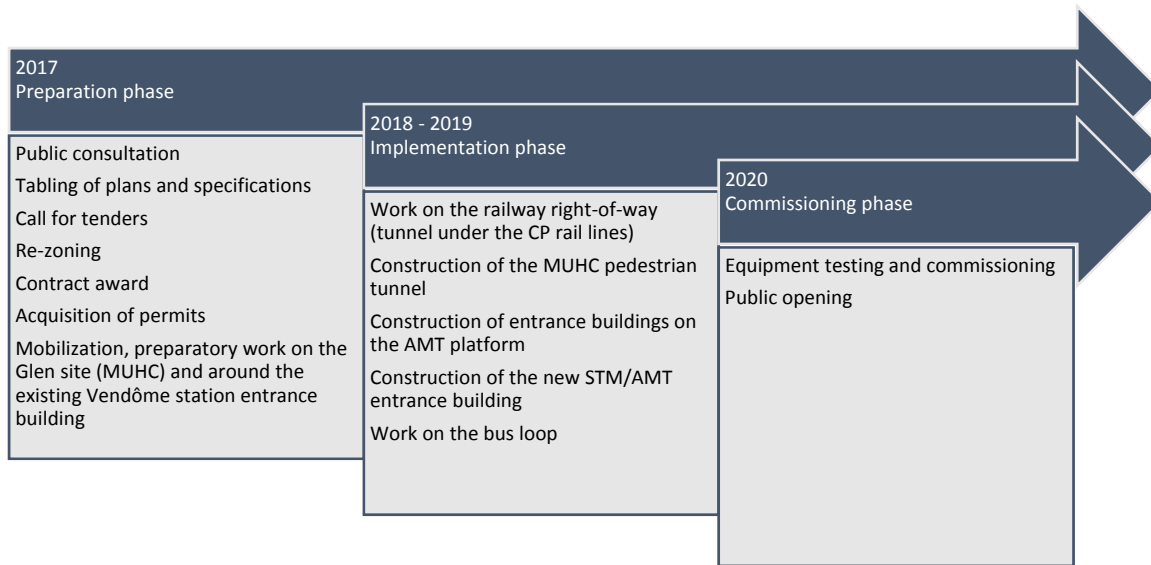 2017
Preparation phase
Public consultation
Tabling of plans and specifications
Call for tenders
Re-zoning
Contract award
Acquisition of permits
Mobilization, preparatory work on the
Glen site (MUHC) and around the
existing Vendôme station entrance
building
2018 - 2019
Implementation phase
Work on the railway right-of-way
(tunnel under the CP rail lines)
Construction of the MUHC pedestrian
tunnel
Construction of entrance buildings on
the AMT platform
Construction of the new STM/AMT
entrance building
Work on the bus loop
2020
Commissioning phase
Equipment testing and commissioning
Public opening